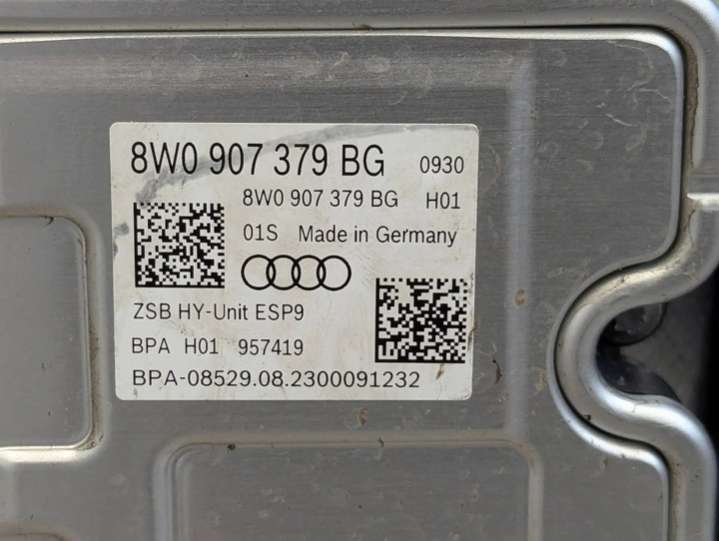 8W0 907 379 BG 0930
8W0 907 379 BG H01
01S Made in Germany
ZSB HY-Unit ESP9
BPA H01 957419
BPA-08529.08.2300091232